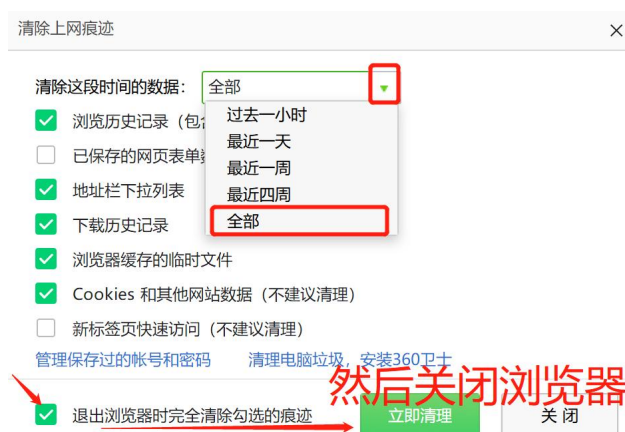 清除上网痕迹
清除这段时间的数据： 全部
过去一小时
最近一天
最近一周
最近四周
全部
浏览历史记录（包
已保存的网页表单
地址栏下拉列表
下载历史记录
浏览器缓存的临时文件
Cookies 和其他网站数据（不建议清理）
新标签页快速访问（不建议清理）
管理保存过的帐号和密码 清理电脑垃圾，安装360卫士
然后关闭浏览器
退出浏览器时完全清除勾选的痕迹 立即清理 关闭